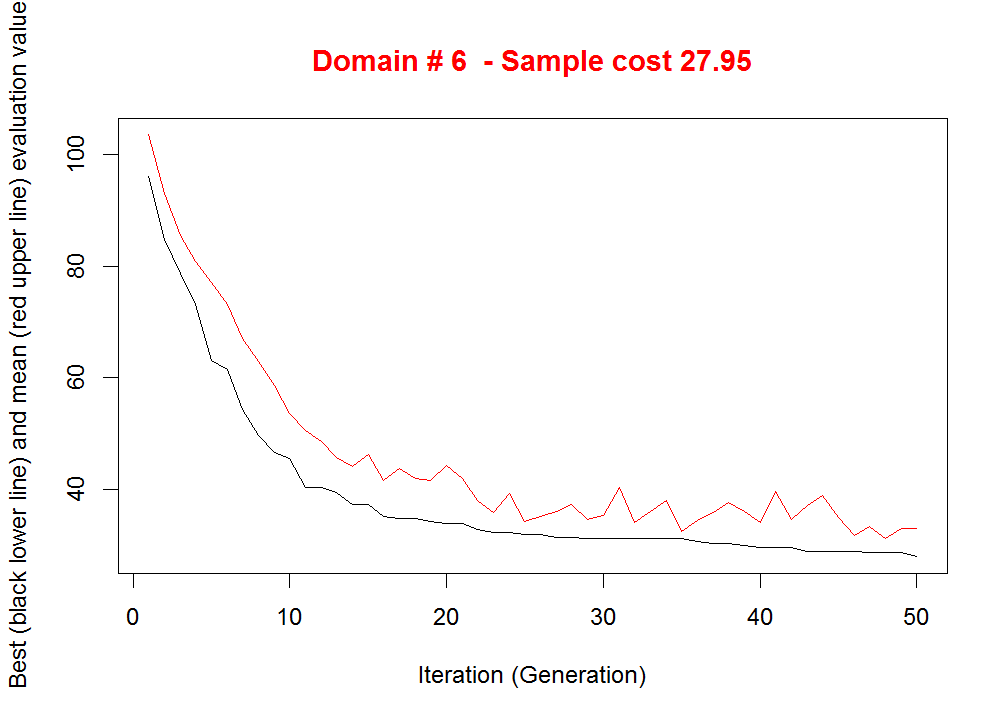 Domain # 6  - Sample cost 27.95
Best (black lower line) and mean (red upper line) evaluation value
100
80
60
40
0 10 20 30 40 50
Iteration (Generation)